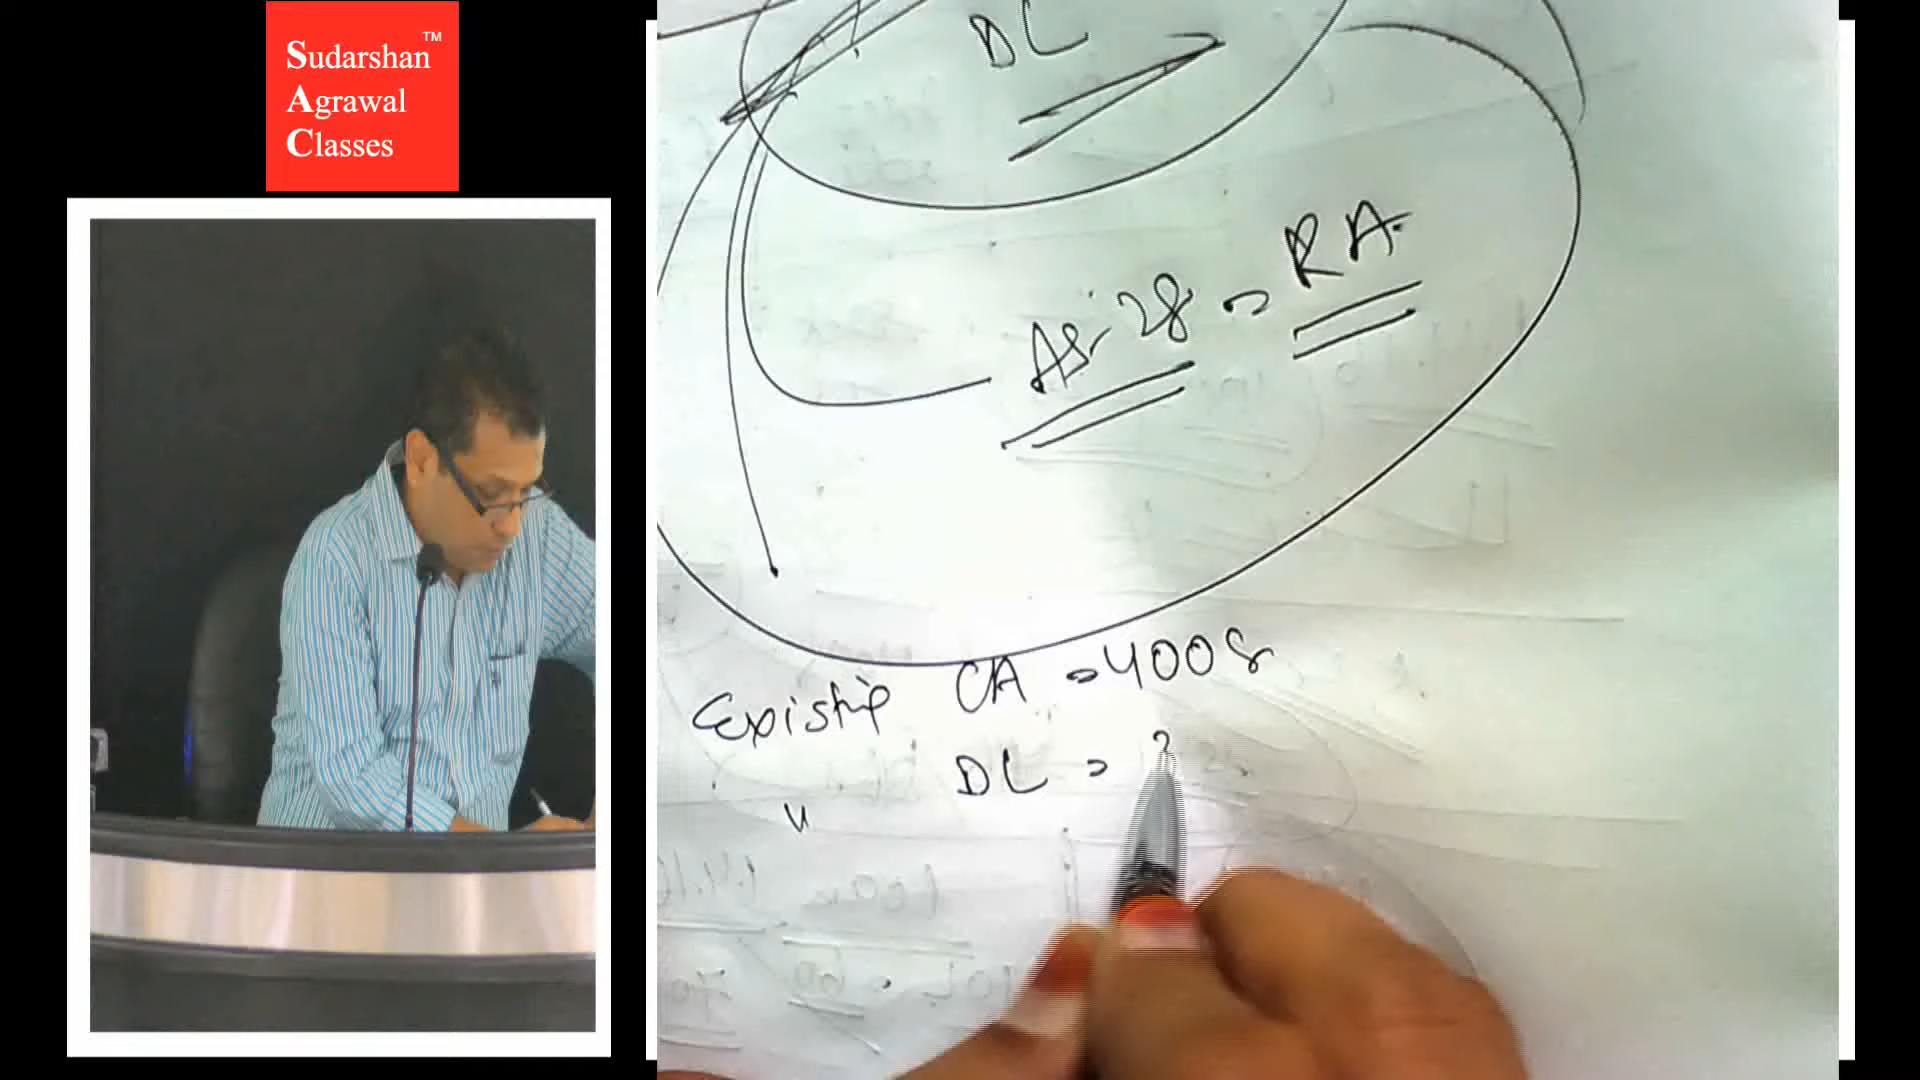 Sudarshan™
Agrawal
Classes
DL
AS-28 = RA
Existing CA = 4008
DL = ?
"